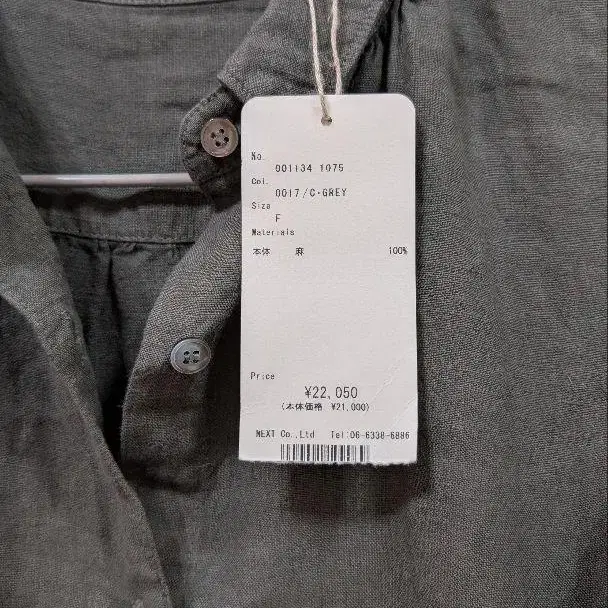 No
001134 1075
Col.
0017/C・GREY
Size
F
Materials
本体 麻 100%
Price
¥22,050
(本体価格 ¥21,000)
NEXT Co.,Ltd Tel:06-6338-6886